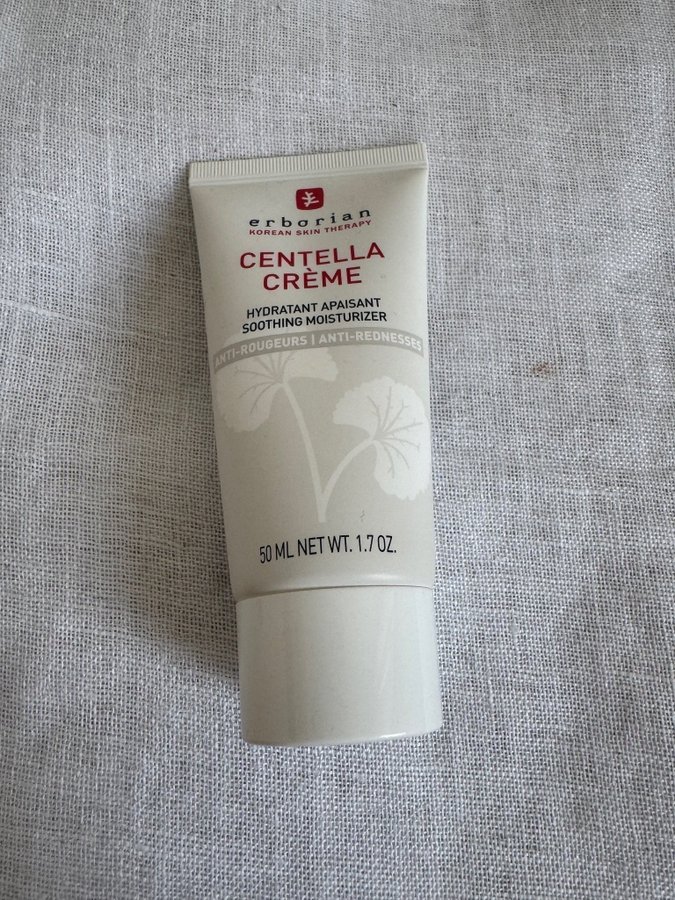 erborian
KOREAN SKIN THERAPY
CENTELLA
CRÈME
HYDRATANT APAISANT
SOOTHING MOISTURIZER
ANTI-ROUGEURS | ANTI-REDNESSES
50 ML NET WT. 1.7 OZ.